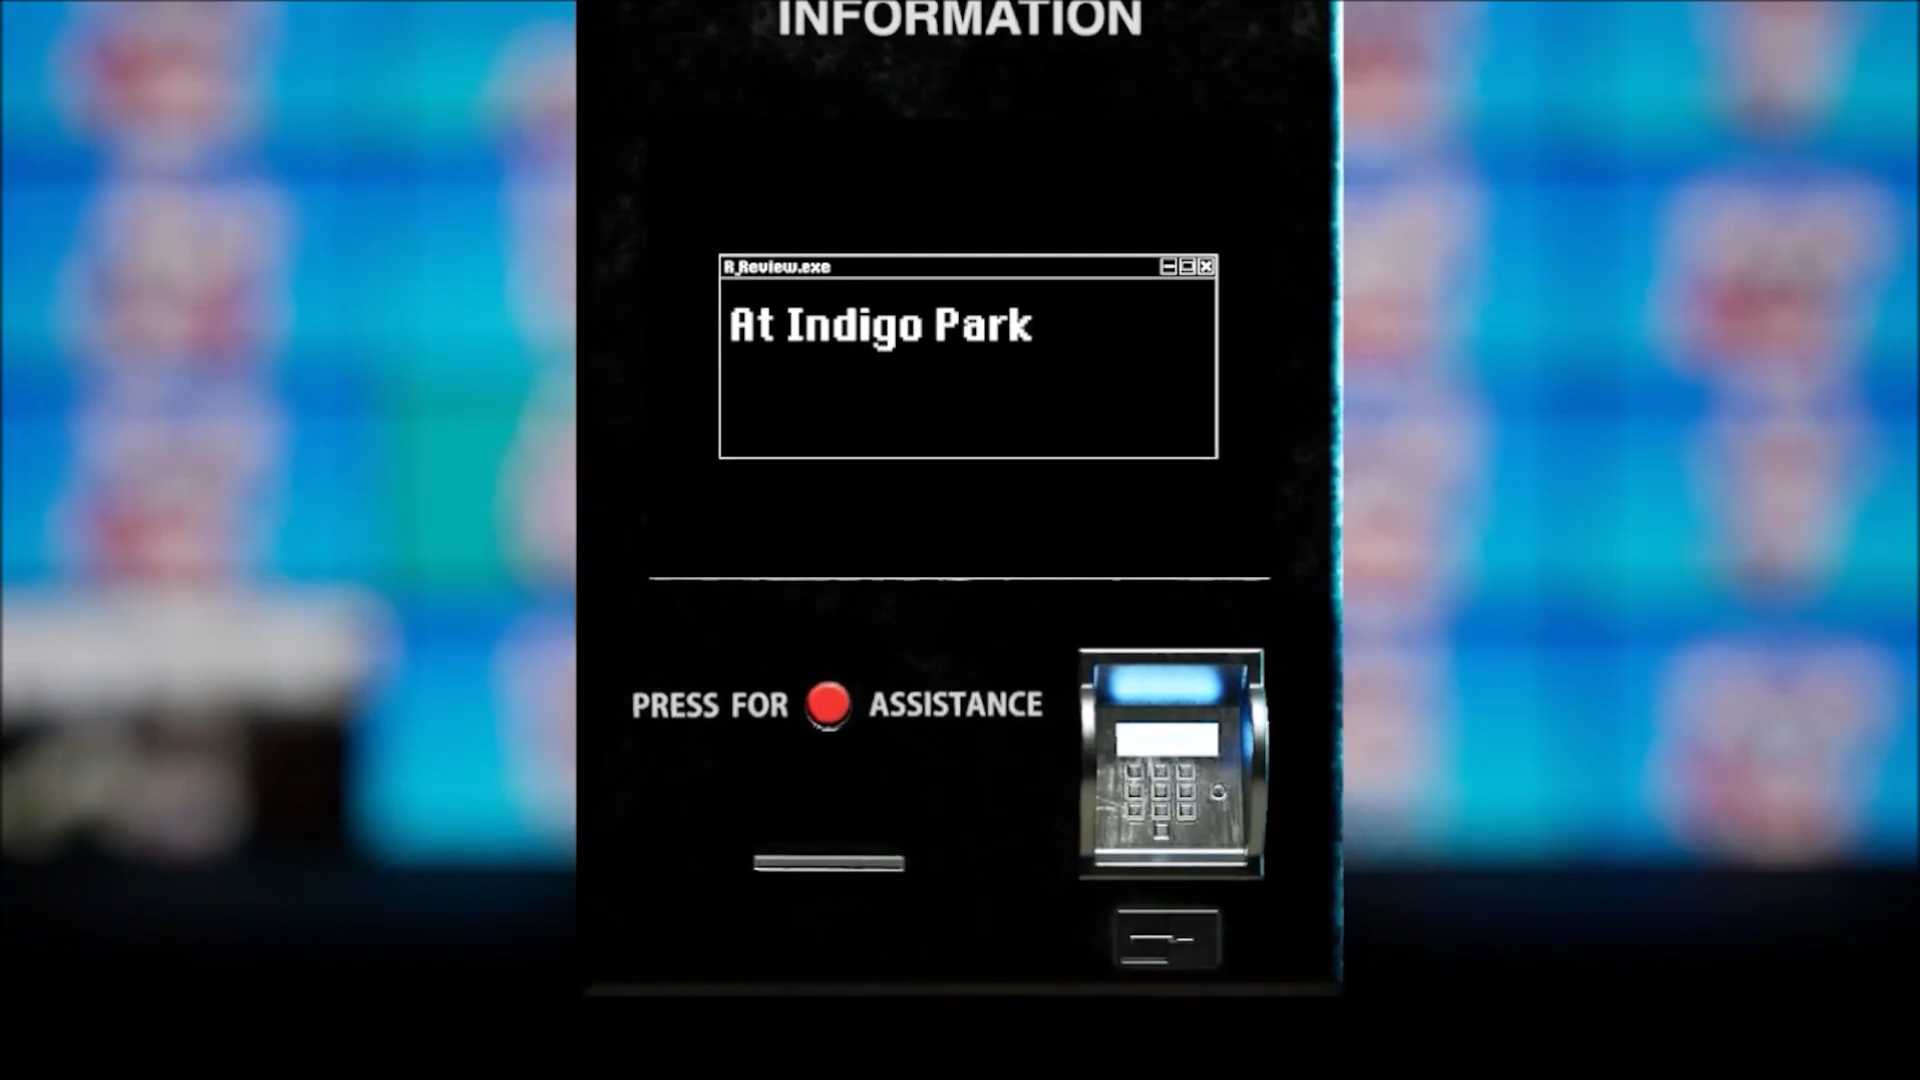 INFORMATION
R_Review.exe
At Indigo Park
PRESS FOR ASSISTANCE